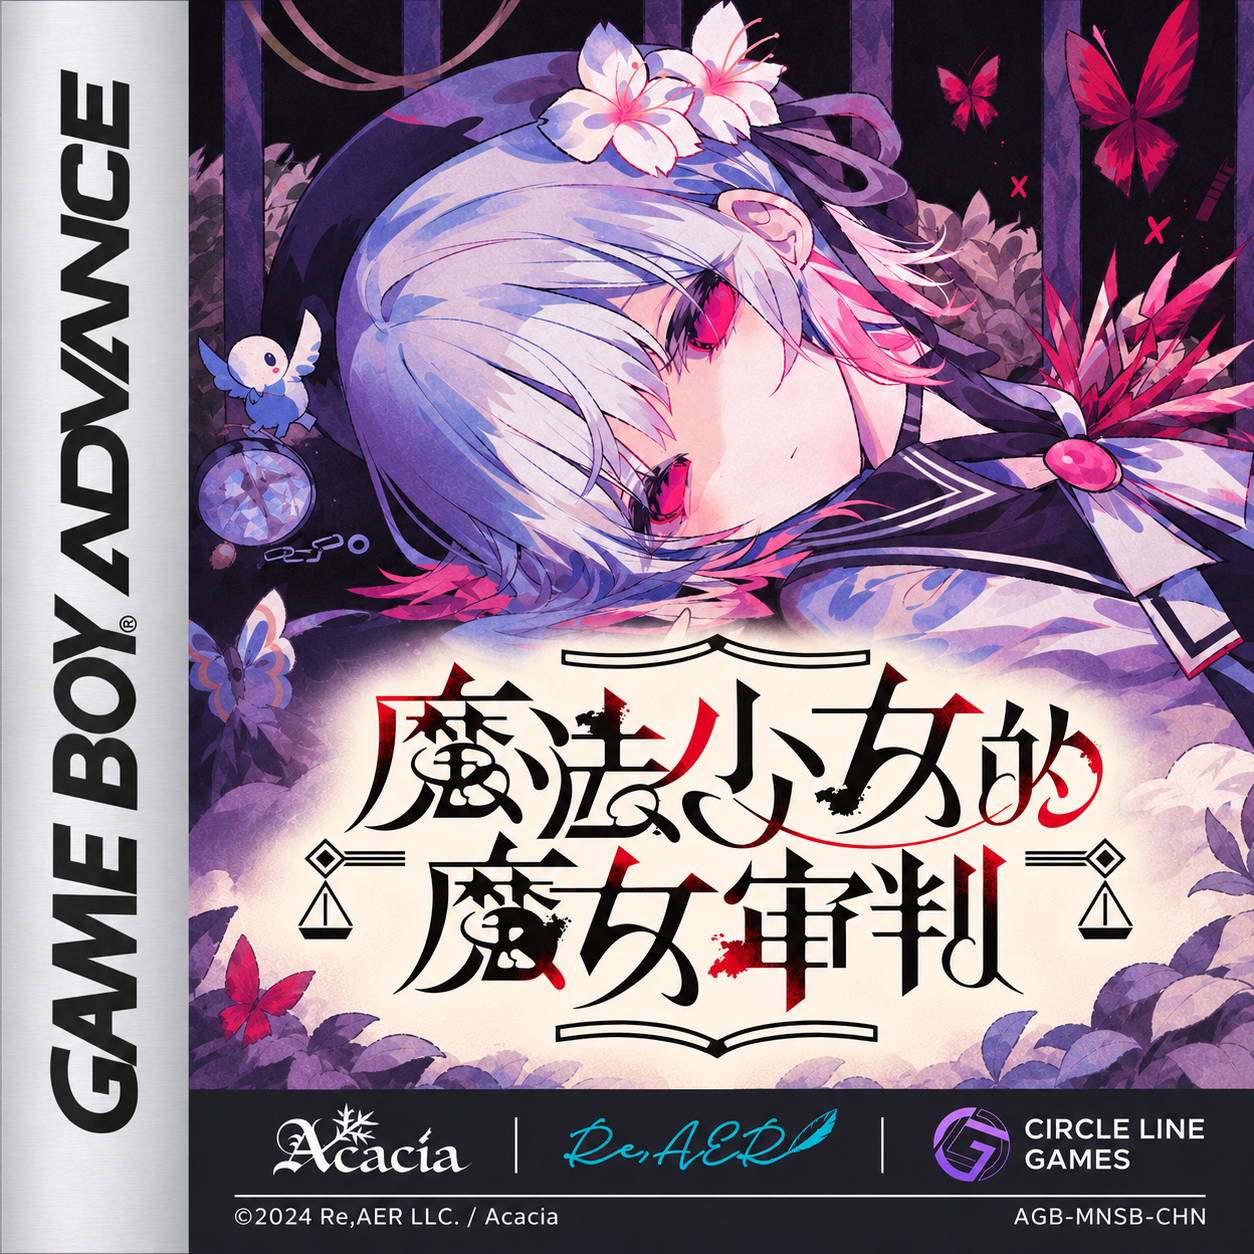 GAME BOY ADVANCE®
魔法少女的
魔女审判
Acacia
Re,AER
CIRCLE LINE
GAMES
©2024 Re,AER LLC. / Acacia
AGB-MNSB-CHN